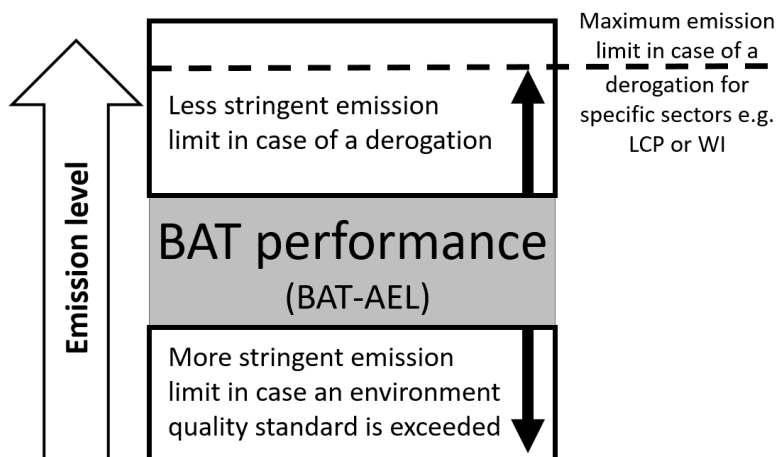 Emission level
Less stringent emission
limit in case of a derogation
Maximum emission
limit in case of a
derogation for
specific sectors e.g.
LCP or WI
BAT performance
(BAT-AEL)
More stringent emission
limit in case an environment
quality standard is exceeded